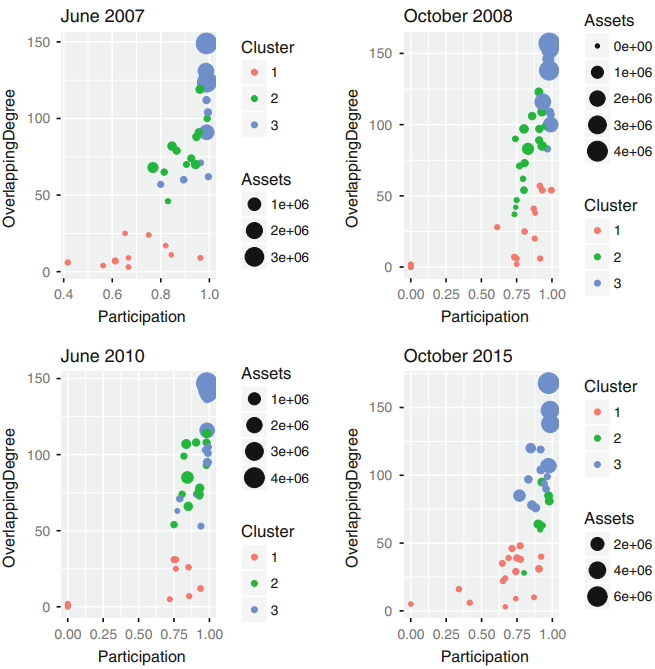 June 2007
OverlappingDegree
150
100
50
0
0.4 0.6 0.8 1.0
Participation
Cluster
1
2
3
Assets
1e+06
2e+06
3e+06
October 2008
OverlappingDegree
150
100
50
0
0.00 0.25 0.50 0.75 1.00
Participation
Assets
0e+00
1e+06
2e+06
3e+06
4e+06
Cluster
1
2
3
June 2010
OverlappingDegree
150
100
50
0
0.00 0.25 0.50 0.75 1.00
Participation
Assets
1e+06
2e+06
3e+06
4e+06
Cluster
1
2
3
October 2015
OverlappingDegree
150
100
50
0
0.00 0.25 0.50 0.75 1.00
Participation
Cluster
1
2
3
Assets
2e+06
4e+06
6e+06